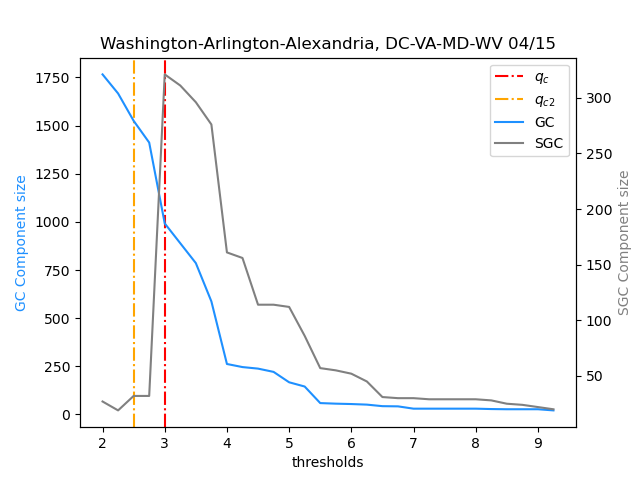 Washington-Arlington-Alexandria, DC-VA-MD-WV 04/15
GC Component size
1750
1500
1250
1000
750
500
250
0
q_c
q_c2
GC
SGC
300
250
200
150
100
50
SGC Component size
2 3 4 5 6 7 8 9
thresholds